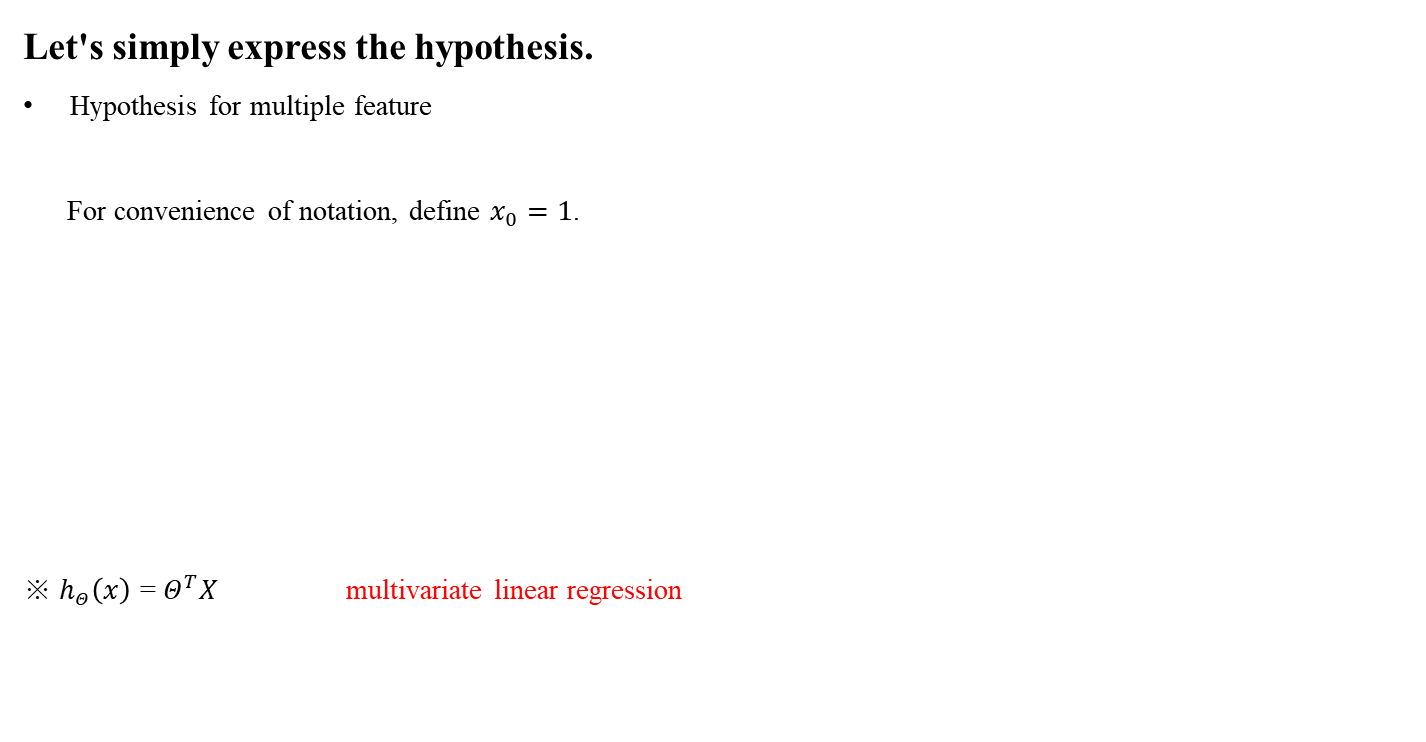 Let's simply express the hypothesis.
• Hypothesis for multiple feature
For convenience of notation, define 𝑥₀ = 1.
※ ℎ_𝛩(𝑥) = 𝛩ᵀ𝑋 multivariate linear regression